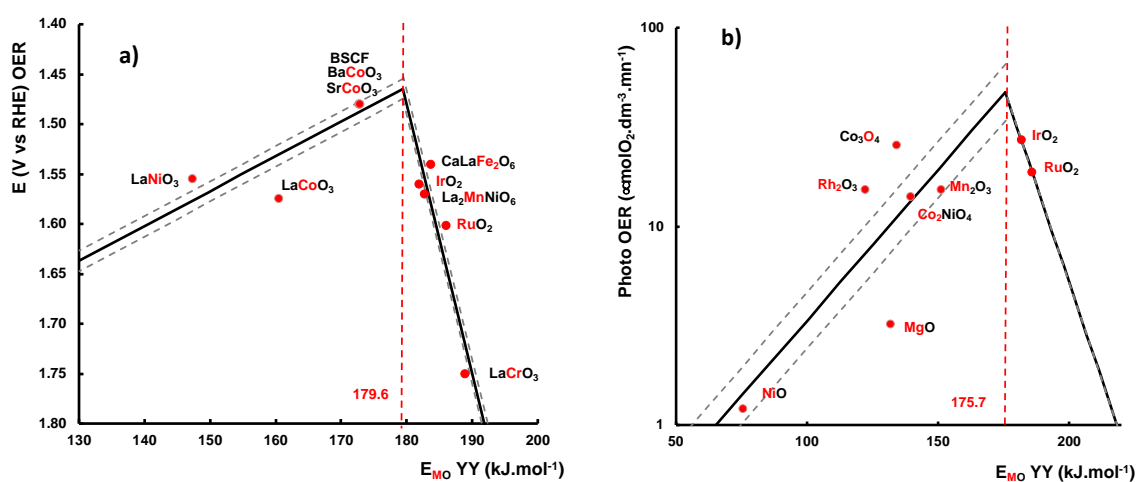 a)
E (V vs RHE) OER
1.40
1.45
1.50
1.55
1.60
1.65
1.70
1.75
1.80
BSCF
BaCoO₃
SrCoO₃
LaNiO₃
LaCoO₃
CaLaFe₂O₆
IrO₂
La₂MnNiO₆
RuO₂
LaCrO₃
179.6
130 140 150 160 170 180 190 200
E_MO YY (kJ.mol⁻¹)
b)
Photo OER (∝molO₂.dm⁻³.mn⁻¹)
100
10
1
Co₃O₄
Rh₂O₃
IrO₂
RuO₂
Mn₂O₃
Co₂NiO₄
MgO
NiO
175.7
50 100 150 200
E_MO YY (kJ.mol⁻¹)